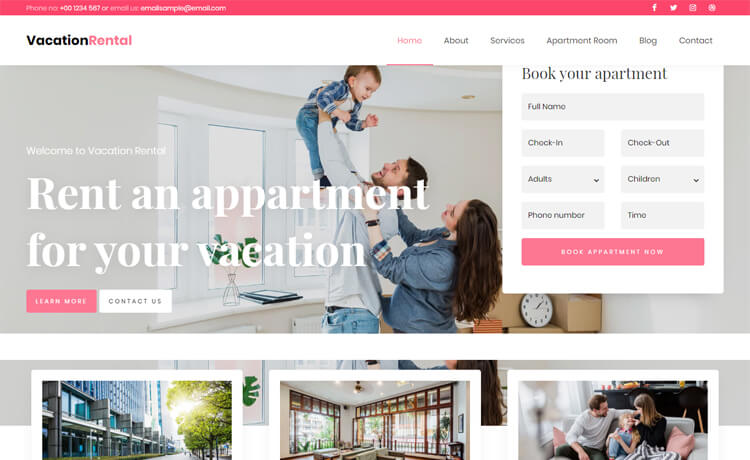 Phone no: +00 1234 567 or email us: emailsample@email.com
VacationRental
Home About Services Apartment Room Blog Contact
Welcome to Vacation Rental
Rent an appartment
for your vacation
LEARN MORE CONTACT US
Book your apartment
Full Name
Check-In Check-Out
Adults Children
Phone number Time
BOOK APPARTMENT NOW